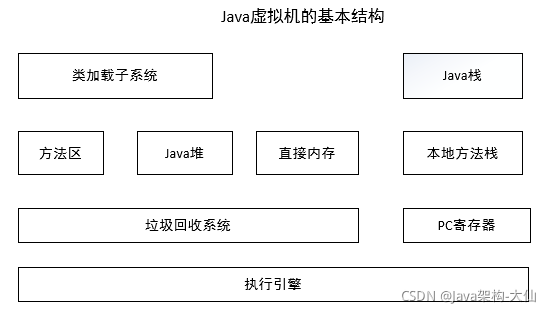 Java虚拟机的基本结构
类加载子系统
Java栈
方法区
Java堆
直接内存
本地方法栈
垃圾回收系统
PC寄存器
执行引擎
CSDN @Java架构-大仙